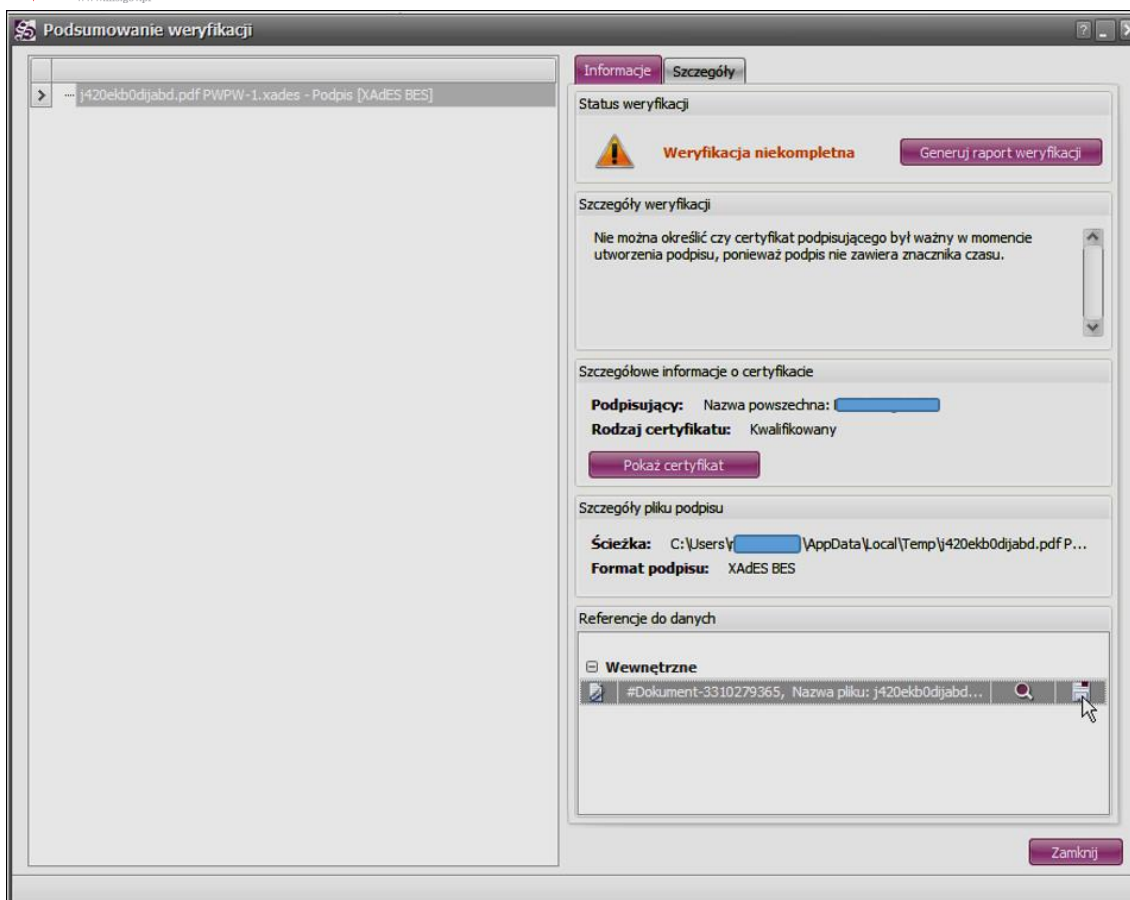 Podsumowanie weryfikacji
j420ekb0dijabd.pdf PWPW-1.xades - Podpis [XAdES BES]
Informacje
Szczegóły
Status weryfikacji
Weryfikacja niekompletna
Generuj raport weryfikacji
Szczegóły weryfikacji
Nie można określić czy certyfikat podpisującego był ważny w momencie
utworzenia podpisu, ponieważ podpis nie zawiera znacznika czasu.
Szczegółowe informacje o certyfikacie
Podpisujący: Nazwa powszechna:
Rodzaj certyfikatu: Kwalifikowany
Pokaż certyfikat
Szczegóły pliku podpisu
Ścieżka: C:\Users\ \AppData\Local\Temp\j420ekb0dijabd.pdf P...
Format podpisu: XAdES BES
Referencje do danych
Wewnętrzne
#Dokument-3310279365, Nazwa pliku: j420ekb0dijabd...
Zamknij